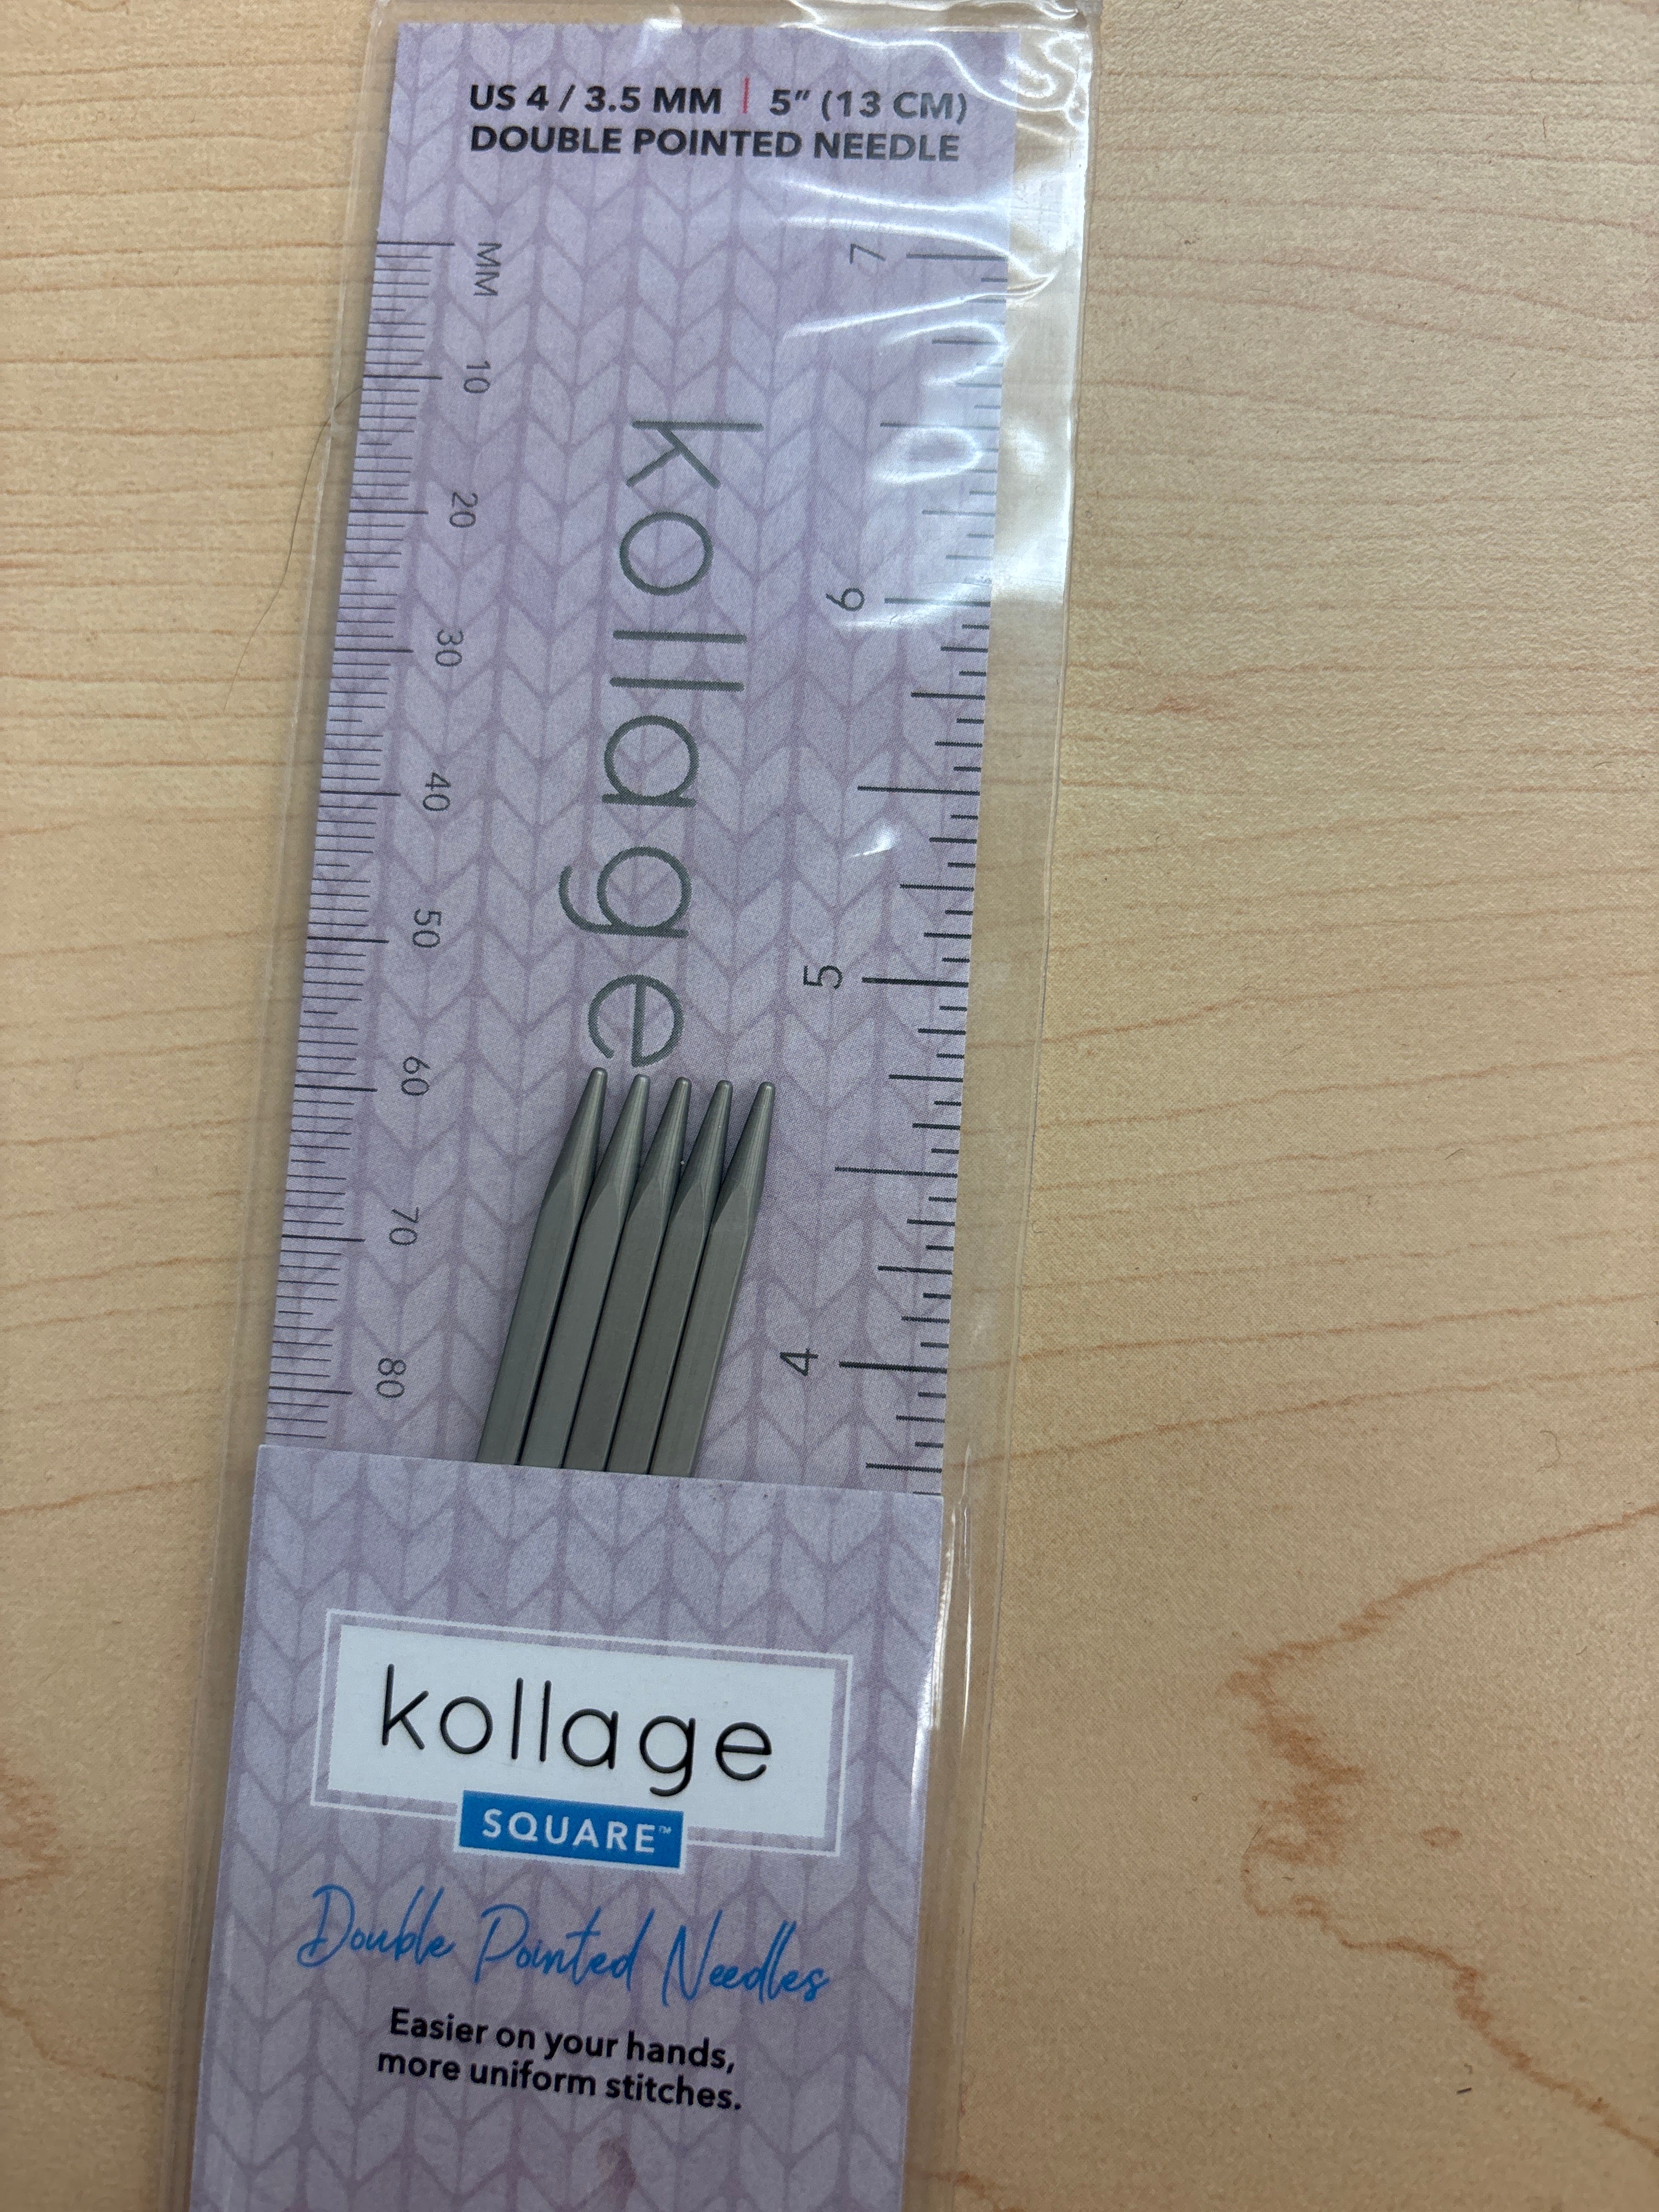 US 4 / 3.5 MM | 5" (13 CM)
DOUBLE POINTED NEEDLE
MM
10
20
30
40
50
60
70
80
kollage
7
6
5
4
kollage
SQUARE™
Double Pointed Needles
Easier on your hands,
more uniform stitches.